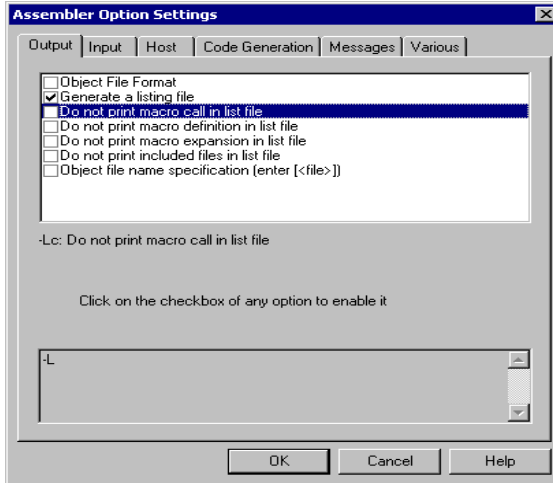 Assembler Option Settings
Output Input Host Code Generation Messages Various
Object File Format
Generate a listing file
Do not print macro call in list file
Do not print macro definition in list file
Do not print macro expansion in list file
Do not print included files in list file
Object file name specification (enter [<file>])
-Lc: Do not print macro call in list file
Click on the checkbox of any option to enable it
-L
OK Cancel Help